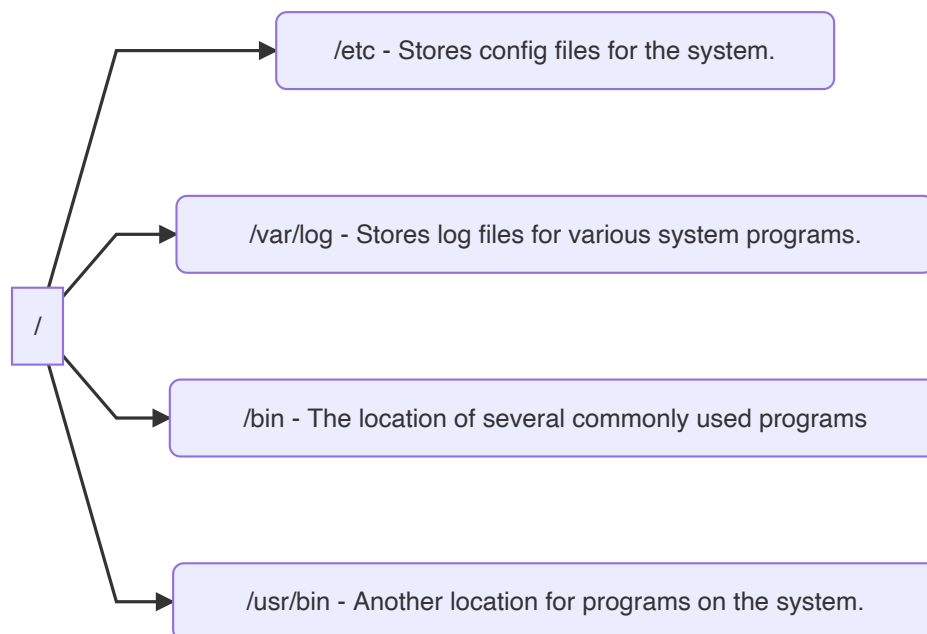 /etc - Stores config files for the system.
/var/log - Stores log files for various system programs.
/
/bin - The location of several commonly used programs
/usr/bin - Another location for programs on the system.